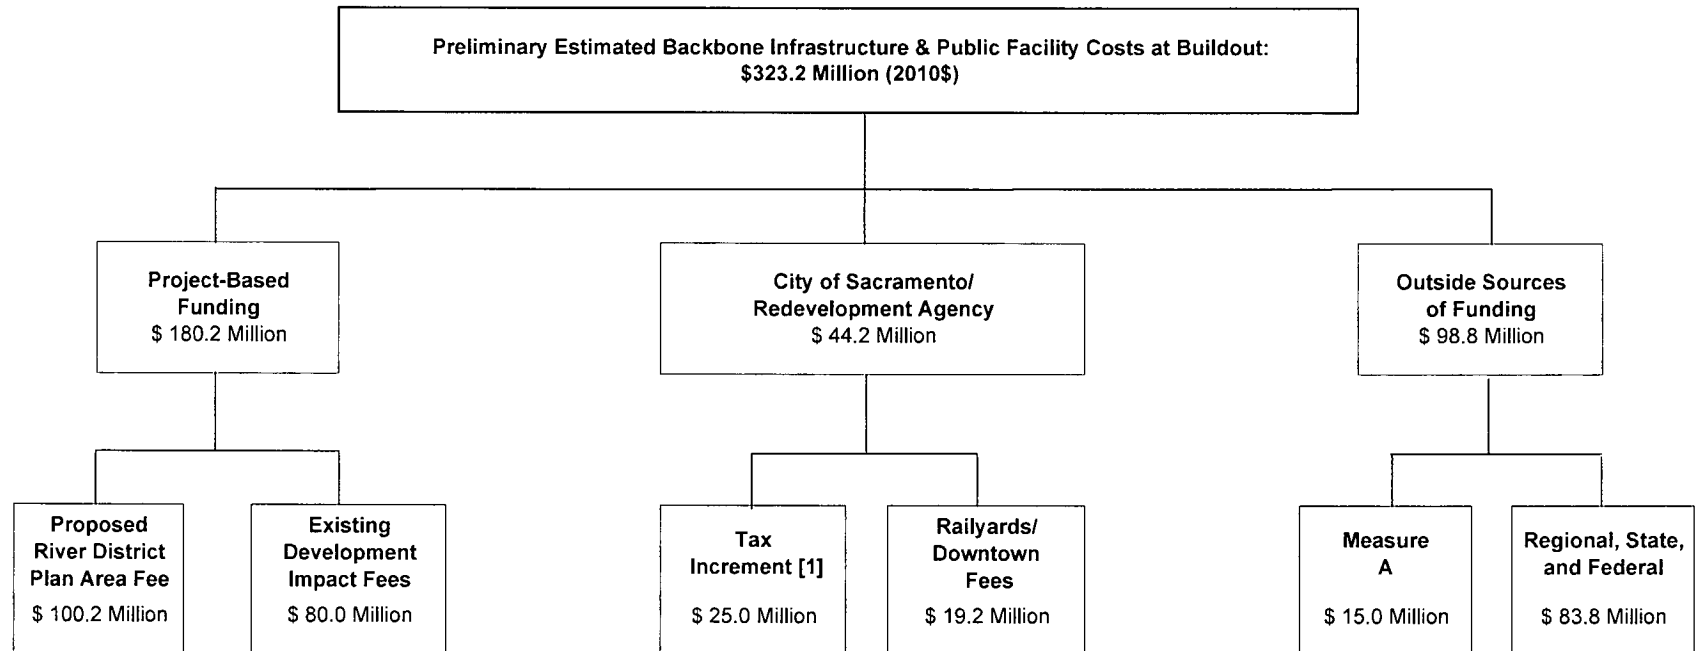 Preliminary Estimated Backbone Infrastructure & Public Facility Costs at Buildout:
$323.2 Million (2010$)
Project-Based
Funding
$ 180.2 Million
City of Sacramento/
Redevelopment Agency
$ 44.2 Million
Outside Sources
of Funding
$ 98.8 Million
Proposed
River District
Plan Area Fee
$ 100.2 Million
Existing
Development
Impact Fees
$ 80.0 Million
Tax
Increment [1]
$ 25.0 Million
Railyards/
Downtown
Fees
$ 19.2 Million
Measure
A
$ 15.0 Million
Regional, State,
and Federal
$ 83.8 Million